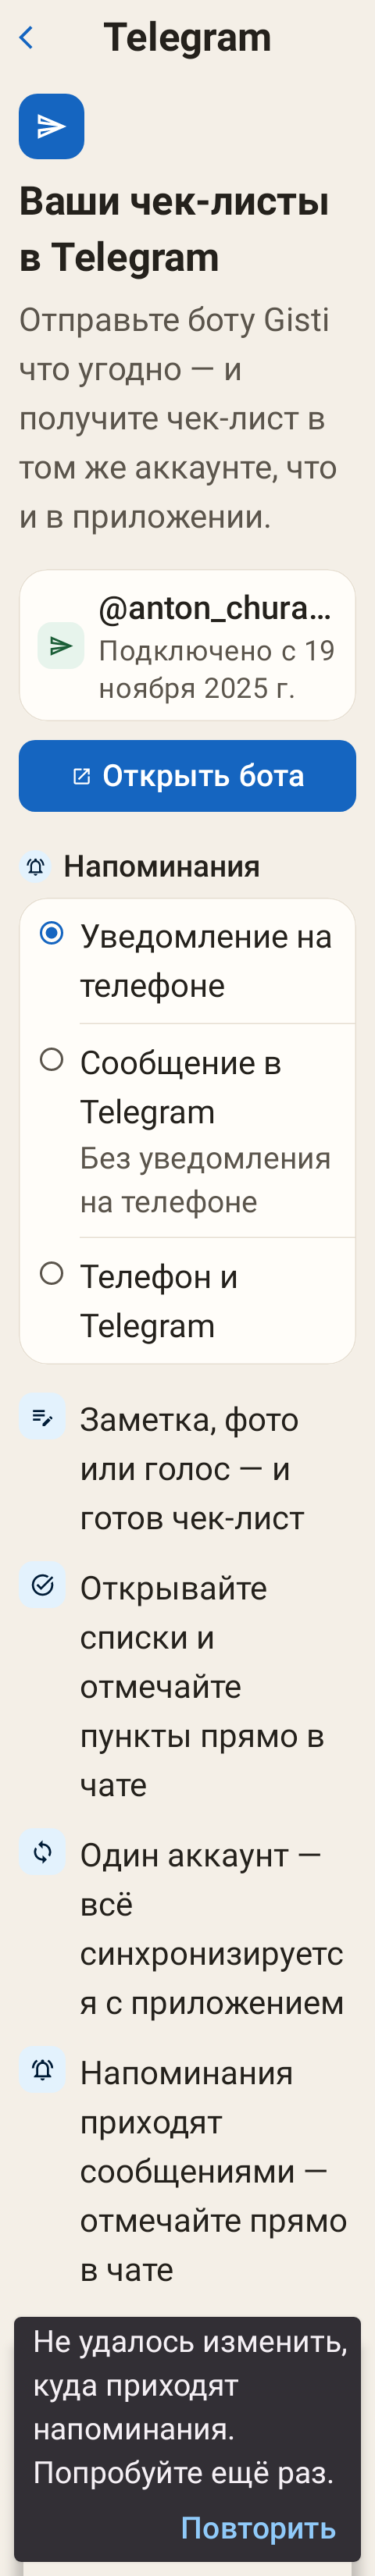 Telegram
Ваши чек-листы
в Telegram
Отправьте боту Gisti
что угодно — и
получите чек-лист в
том же аккаунте, что
и в приложении.
@anton_chura...
Подключено с 19
ноября 2025 г.
Открыть бота
Напоминания
Уведомление на
телефоне
Сообщение в
Telegram
Без уведомления
на телефоне
Телефон и
Telegram
Заметка, фото
или голос — и
готов чек-лист
Открывайте
списки и
отмечайте
пункты прямо в
чате
Один аккаунт —
всё
синхронизируетс
я с приложением
Напоминания
приходят
сообщениями —
отмечайте прямо
в чате
Не удалось изменить,
куда приходят
напоминания.
Попробуйте ещё раз.
Повторить